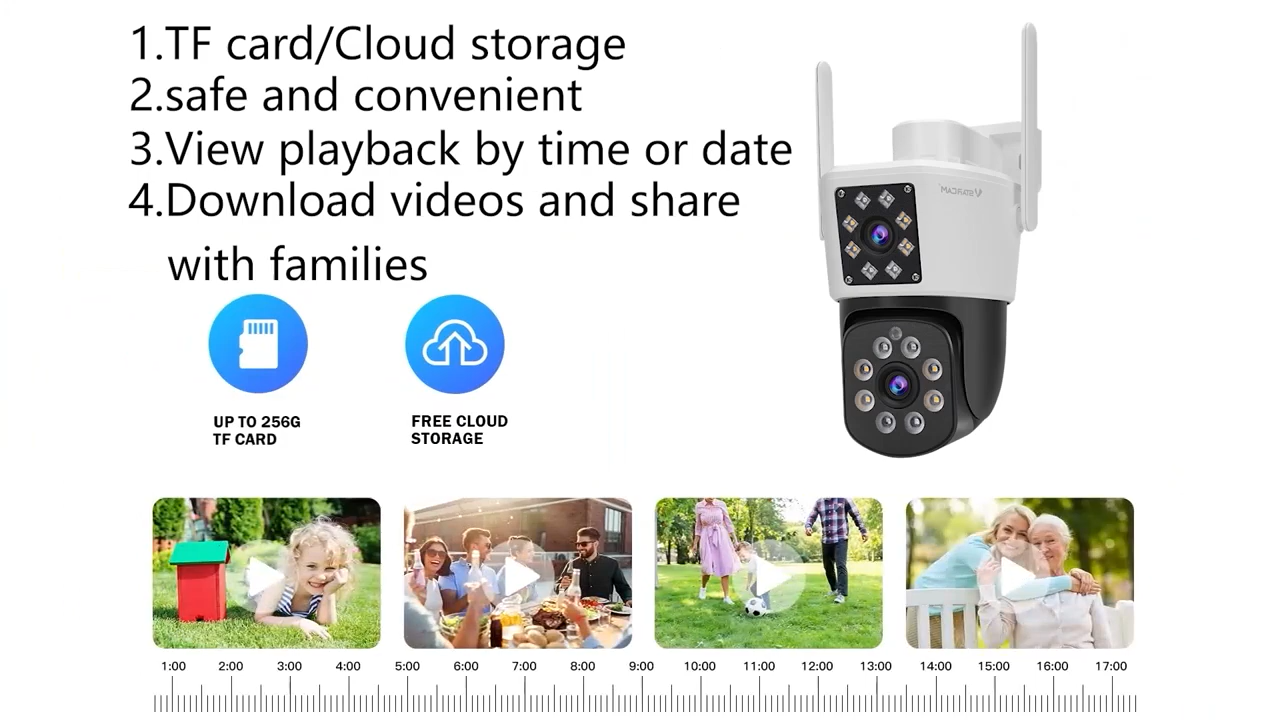 1.TF card/Cloud storage
2.safe and convenient
3.View playback by time or date
4.Download videos and share
with families
VSTARCAM
UP TO 256G
TF CARD
FREE CLOUD
STORAGE
1:00 2:00 3:00 4:00 5:00 6:00 7:00 8:00 9:00 10:00 11:00 12:00 13:00 14:00 15:00 16:00 17:00